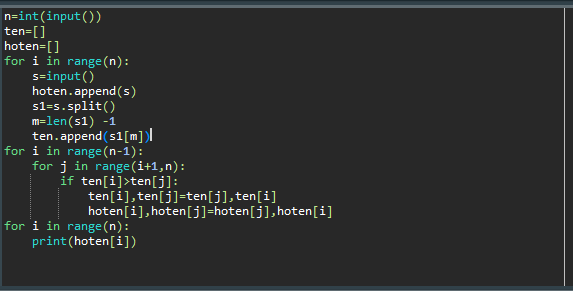 n=int(input())
ten=[]
hoten=[]
for i in range(n):
    s=input()
    hoten.append(s)
    s1=s.split()
    m=len(s1) -1
    ten.append(s1[m])
for i in range(n-1):
    for j in range(i+1,n):
        if ten[i]>ten[j]:
            ten[i],ten[j]=ten[j],ten[i]
            hoten[i],hoten[j]=hoten[j],hoten[i]
for i in range(n):
    print(hoten[i])